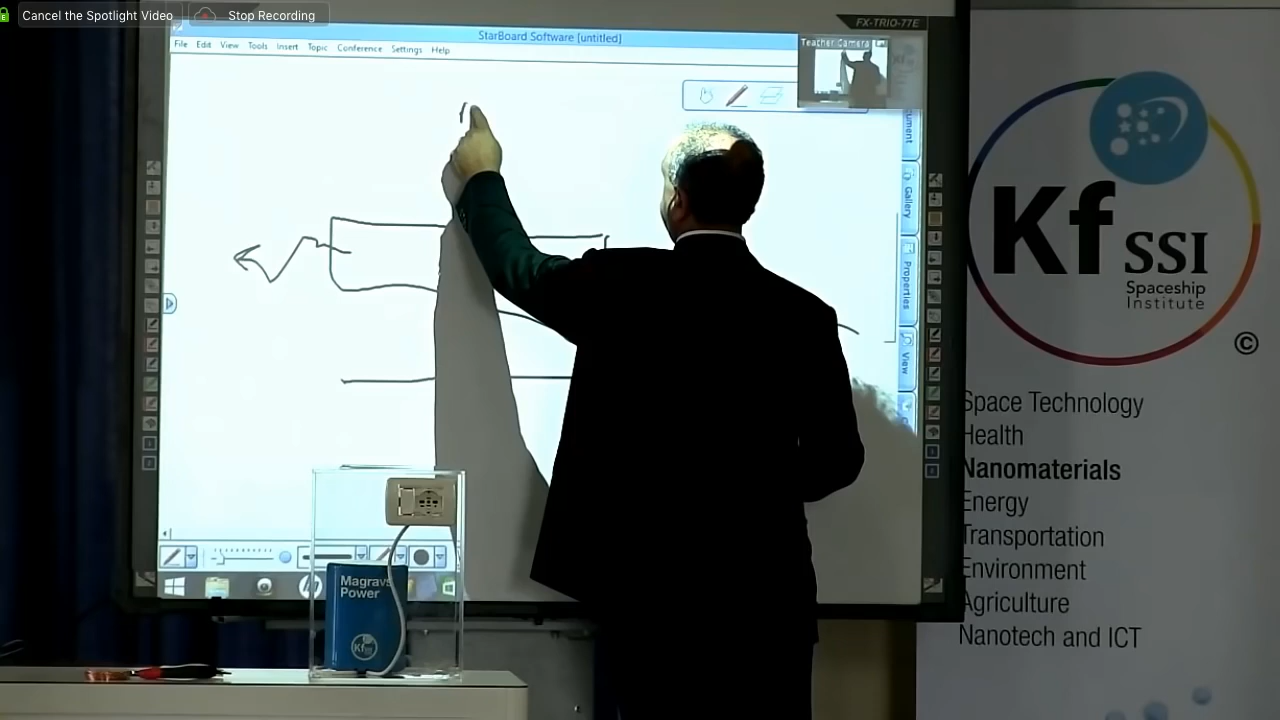 Cancel the Spotlight Video
Stop Recording
FX-TRIO-77E
StarBoard Software [untitled]
File Edit View Tools Insert Topic Conference Settings Help
Teacher Camera
Gallery
Properties
View
Magravs
Power
Kf
Kf SSI
Spaceship
Institute
©
Space Technology
Health
Nanomaterials
Energy
Transportation
Environment
Agriculture
Nanotech and ICT